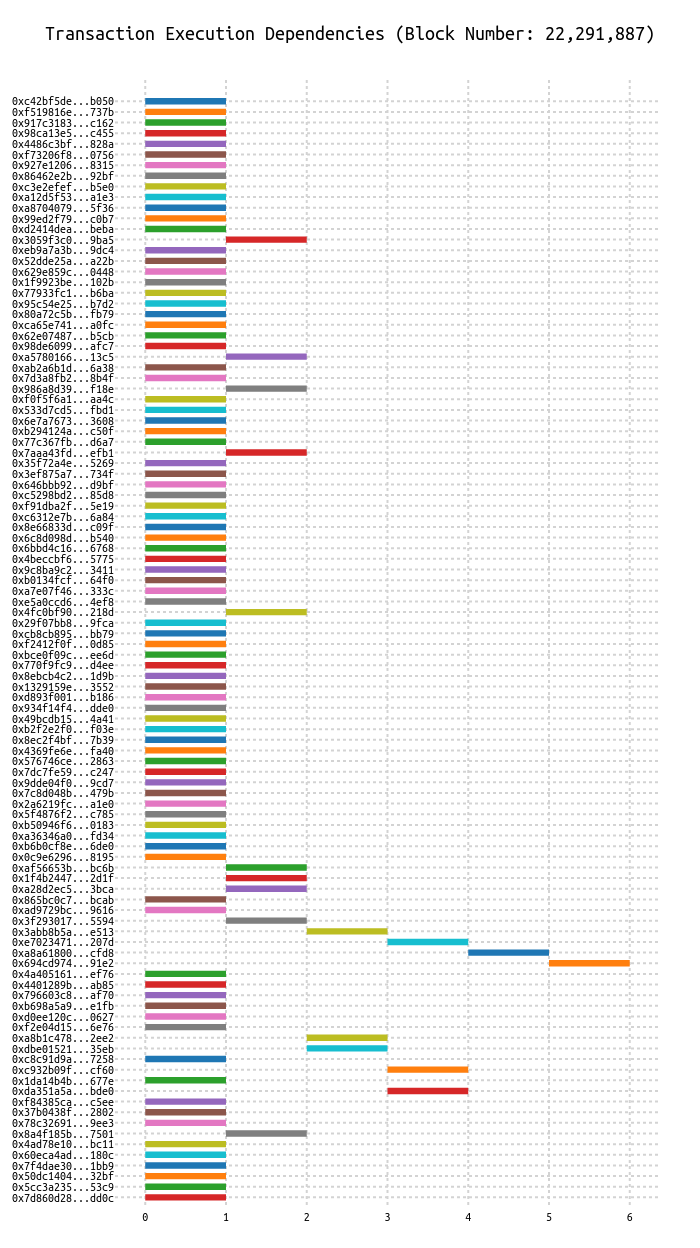 Transaction Execution Dependencies (Block Number: 22,291,887)
0xc42bf5de...b050
0xf519816e...737b
0x917c3183...c162
0x98ca13e5...c455
0x4486c3bf...828a
0xf73206f8...0756
0x927e1206...8315
0x86462e2b...92bf
0xc3e2efef...b5e0
0xa12d5f53...a1e3
0xa8704079...5f36
0x99ed2f79...c0b7
0xd2414dea...beba
0x3059f3c0...9ba5
0xeb9a7a3b...9dc4
0x52dde25a...a22b
0x629e859c...0448
0x1f9923be...102b
0x77933fc1...b6ba
0x95c54e25...b7d2
0x80a72c5b...fb79
0xca65e741...a0fc
0x62e07487...b5cb
0x98de6099...afc7
0xa5780166...13c5
0xab2a6b1d...6a38
0x7d3a8fb2...8b4f
0x986a8d39...f18e
0xf0f5f6a1...aa4c
0x533d7cd5...fbd1
0x6e7a7673...3608
0xb294124a...c50f
0x77c367fb...d6a7
0x7aaa43fd...efb1
0x35f72a4e...5269
0x3ef875a7...734f
0x646bbb92...d9bf
0xc5298bd2...85d8
0xf91dba2f...5e19
0xc6312e7b...6a84
0x8e66833d...c09f
0x6c8d098d...b540
0x6bbd4c16...6768
0x4beccbf6...5775
0x9c8ba9c2...3411
0xb0134fcf...64f0
0xa7e07f46...333c
0xe5a0ccd6...4ef8
0x4fc0bf90...218d
0x29f07bb8...9fca
0xcb8cb895...bb79
0xf2412f0f...0d85
0xbce0f09c...ee6d
0x770f9fc9...d4ee
0x8ebcb4c2...1d9b
0x1329159e...3552
0xd893f001...b186
0x934f14f4...dde0
0x49bcdb15...4a41
0xb2f2e2f0...f03e
0x8ec2f4bf...7b39
0x4369fe6e...fa40
0x576746ce...2863
0x7dc7fe59...c247
0x9dde04f0...9cd7
0x7c8d048b...479b
0x2a6219fc...a1e0
0x5f4876f2...c785
0xb50946f6...0183
0xa36346a0...fd34
0xb6b0cf8e...6de0
0x0c9e6296...8195
0xaf56653b...bc6b
0x1f4b2447...2d1f
0xa28d2ec5...3bca
0x865bc0c7...bcab
0xad9729bc...9616
0x3f293017...5594
0x3abb8b5a...e513
0xe7023471...207d
0xa8a61800...cfd8
0x694cd974...91e2
0x4a405161...ef76
0x4401289b...ab85
0x796603c8...af70
0xb698a5a9...e1fb
0xd0ee120c...0627
0xf2e04d15...6e76
0xa8b1c478...2ee2
0xdbe01521...35eb
0xc8c91d9a...7258
0xc932b09f...cf60
0x1da14b4b...677e
0xda351a5a...bde0
0xf84385ca...c5ee
0x37b0438f...2802
0x78c32691...9ee3
0x8a4f185b...7501
0x4ad78e10...bc11
0x60eca4ad...180c
0x7f4dae30...1bb9
0x50dc1404...32bf
0x5cc3a235...53c9
0x7d860d28...dd0c
0 1 2 3 4 5 6